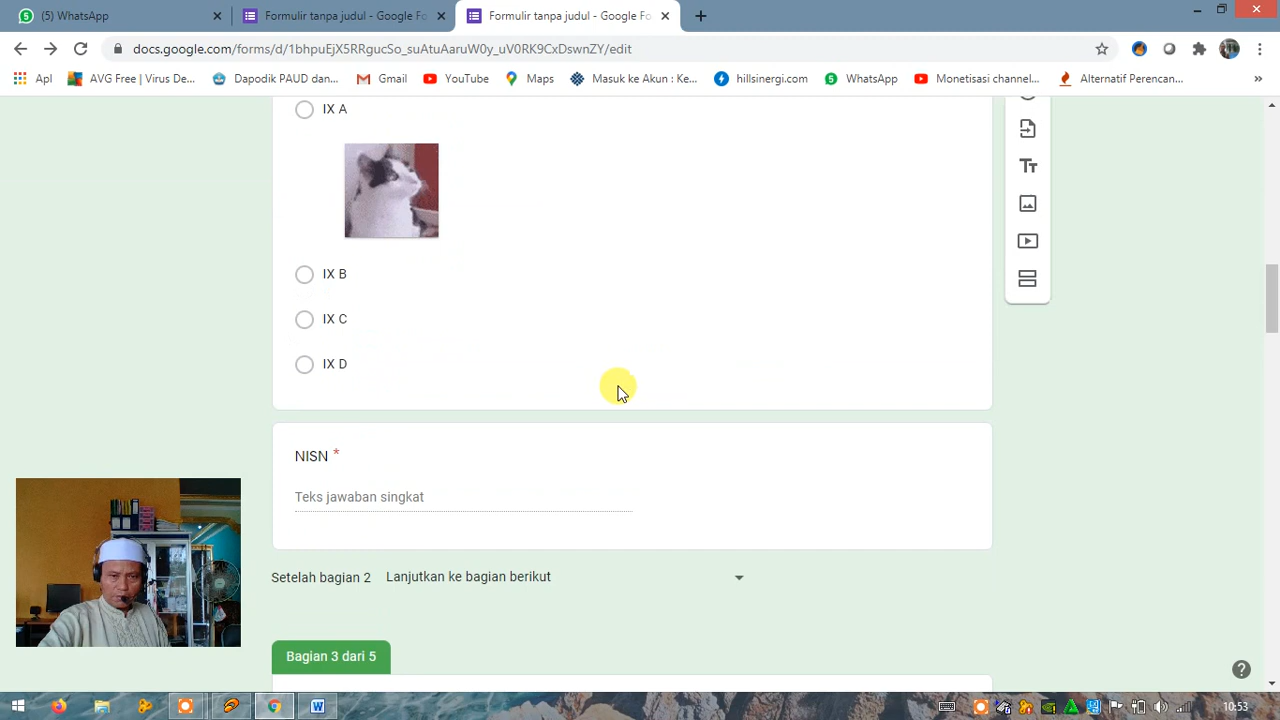 (5) WhatsApp
Formulir tanpa judul - Google Fo
Formulir tanpa judul - Google Fo
docs.google.com/forms/d/1bhpuEjX5RRgucSo_suAtuAaruW0y_uV0RK9CxDswnZY/edit
Apl
AVG Free | Virus De...
Dapodik PAUD dan...
Gmail
YouTube
Maps
Masuk ke Akun : Ke...
hillsinergi.com
WhatsApp
Monetisasi channel...
Alternatif Perencan...
IX A
IX B
IX C
IX D
NISN *
Teks jawaban singkat
Setelah bagian 2 Lanjutkan ke bagian berikut
Bagian 3 dari 5
10:53